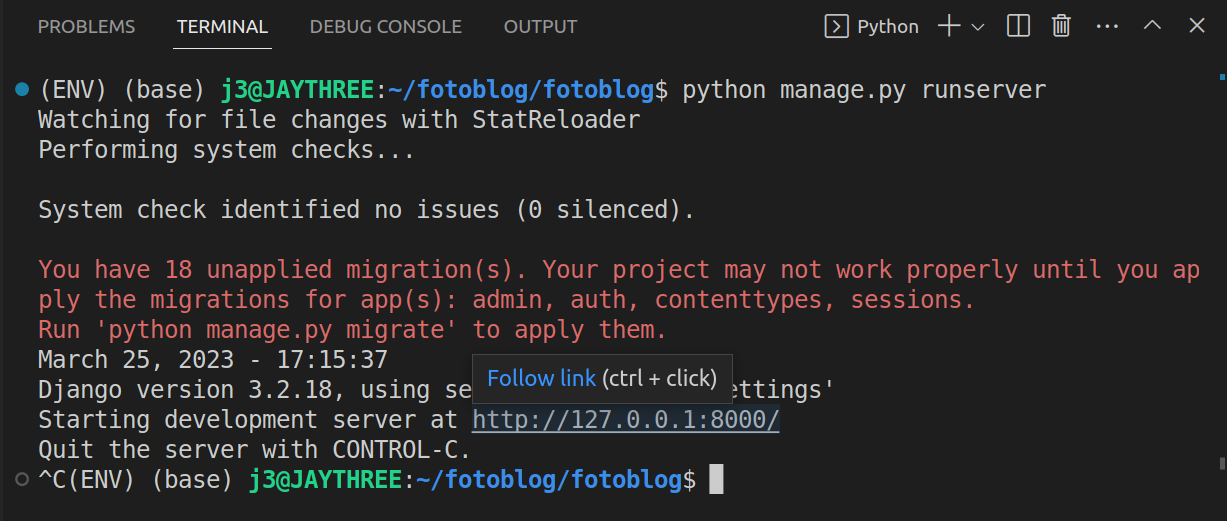 PROBLEMS TERMINAL DEBUG CONSOLE OUTPUT Python
(ENV) (base) j3@JAYTHREE:~/fotoblog/fotoblog$ python manage.py runserver
Watching for file changes with StatReloader
Performing system checks...
System check identified no issues (0 silenced).
You have 18 unapplied migration(s). Your project may not work properly until you ap
ply the migrations for app(s): admin, auth, contenttypes, sessions.
Run 'python manage.py migrate' to apply them.
March 25, 2023 - 17:15:37
Follow link (ctrl + click)
Django version 3.2.18, using se ettings'
Starting development server at http://127.0.0.1:8000/
Quit the server with CONTROL-C.
^C(ENV) (base) j3@JAYTHREE:~/fotoblog/fotoblog$